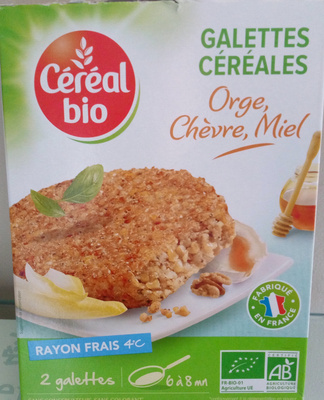 Céréal
bio
GALETTES
CÉRÉALES
Orge,
Chèvre, Miel
FABRIQUÉ
EN FRANCE
RAYON FRAIS 4°C
2 galettes
6 à 8 mn
FR-BIO-01
Agriculture UE
CERTIFIÉ
AB
AGRICULTURE
BIOLOGIQUE